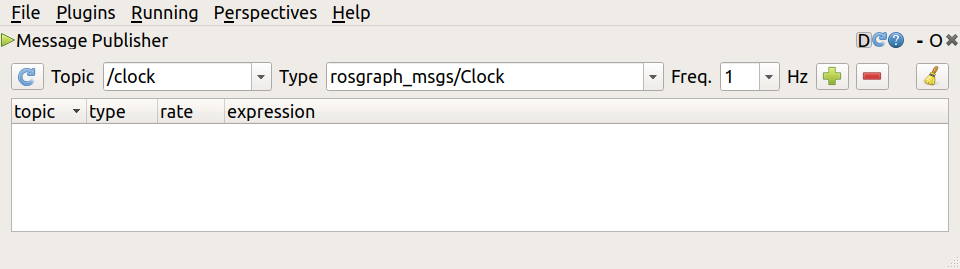 File Plugins Running Perspectives Help
Message Publisher D - O
Topic /clock Type rosgraph_msgs/Clock Freq. 1 Hz
topic type rate expression